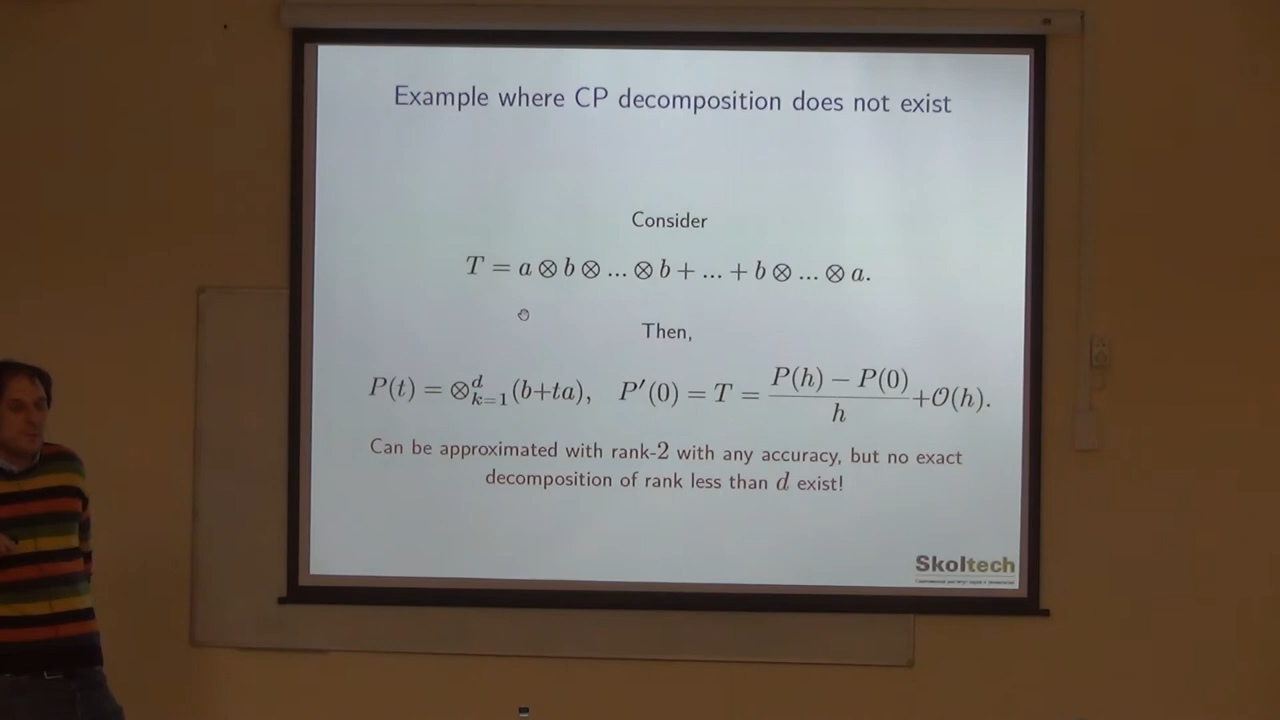 Example where CP decomposition does not exist
Consider
T = a ⊗ b ⊗ ... ⊗ b + ... + b ⊗ ... ⊗ a.
Then,
P(t) = ⊗_{k=1}^{d}(b+ta), P′(0) = T = \frac{P(h) − P(0)}{h} + 𝒪(h).
Can be approximated with rank-2 with any accuracy, but no exact
decomposition of rank less than d exist!
Skoltech